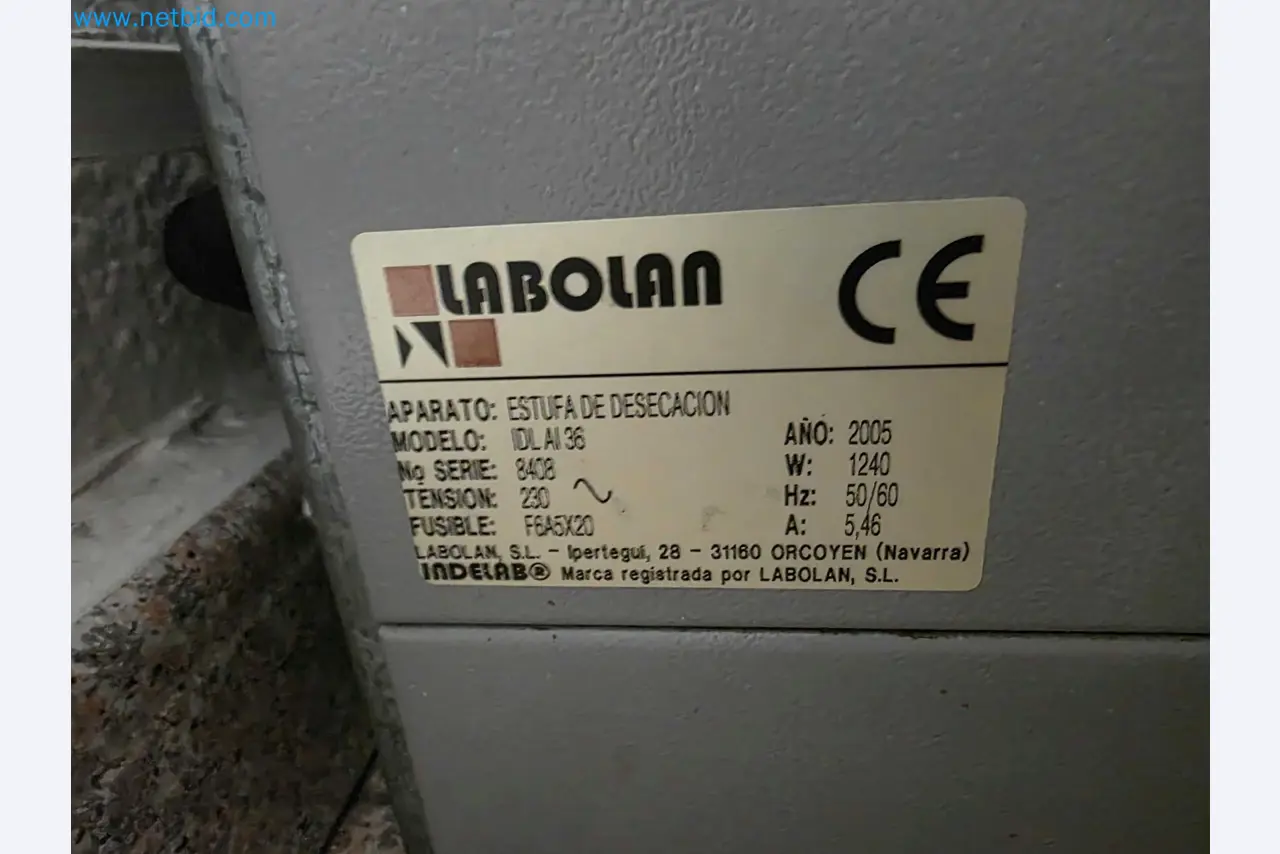 www.netbid.com
LABOLAN CE
APARATO: ESTUFA DE DESECACION
MODELO: IDL AI 36
AÑO: 2005
Nº SERIE: 8408
W: 1240
TENSION: 230 ~
Hz: 50/60
FUSIBLE: F6A5X20
A: 5,46
LABOLAN, S.L. - Ipertegui, 28 - 31160 ORCOYEN (Navarra)
INDELAB® Marca registrada por LABOLAN, S.L.